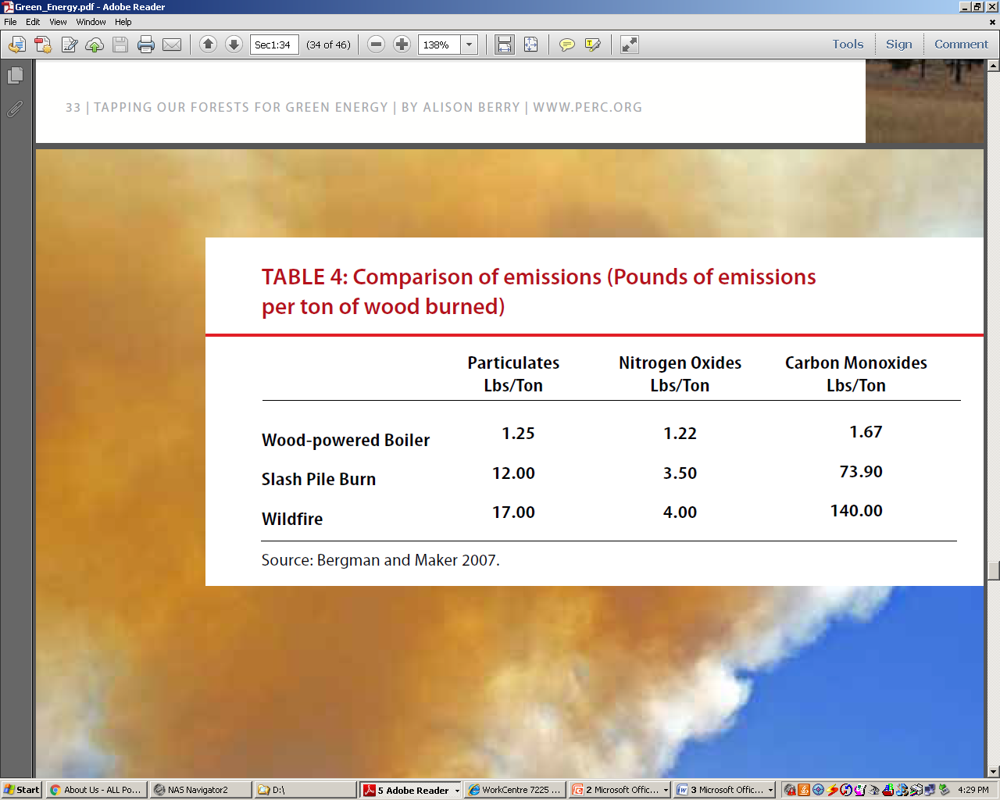 Green_Energy.pdf - Adobe Reader
File Edit View Window Help
Sec1:34 (34 of 46) 138% Tools Sign Comment
33 | TAPPING OUR FORESTS FOR GREEN ENERGY | BY ALISON BERRY | WWW.PERC.ORG
TABLE 4: Comparison of emissions (Pounds of emissions
per ton of wood burned)
Particulates Nitrogen Oxides Carbon Monoxides
Lbs/Ton Lbs/Ton Lbs/Ton
Wood-powered Boiler 1.25 1.22 1.67
Slash Pile Burn 12.00 3.50 73.90
Wildfire 17.00 4.00 140.00
Source: Bergman and Maker 2007.
Start About Us - ALL Po... NAS Navigator2 D:\ 5 Adobe Reader WorkCentre 7225 ... 2 Microsoft Offic... 3 Microsoft Offic... 4:29 PM